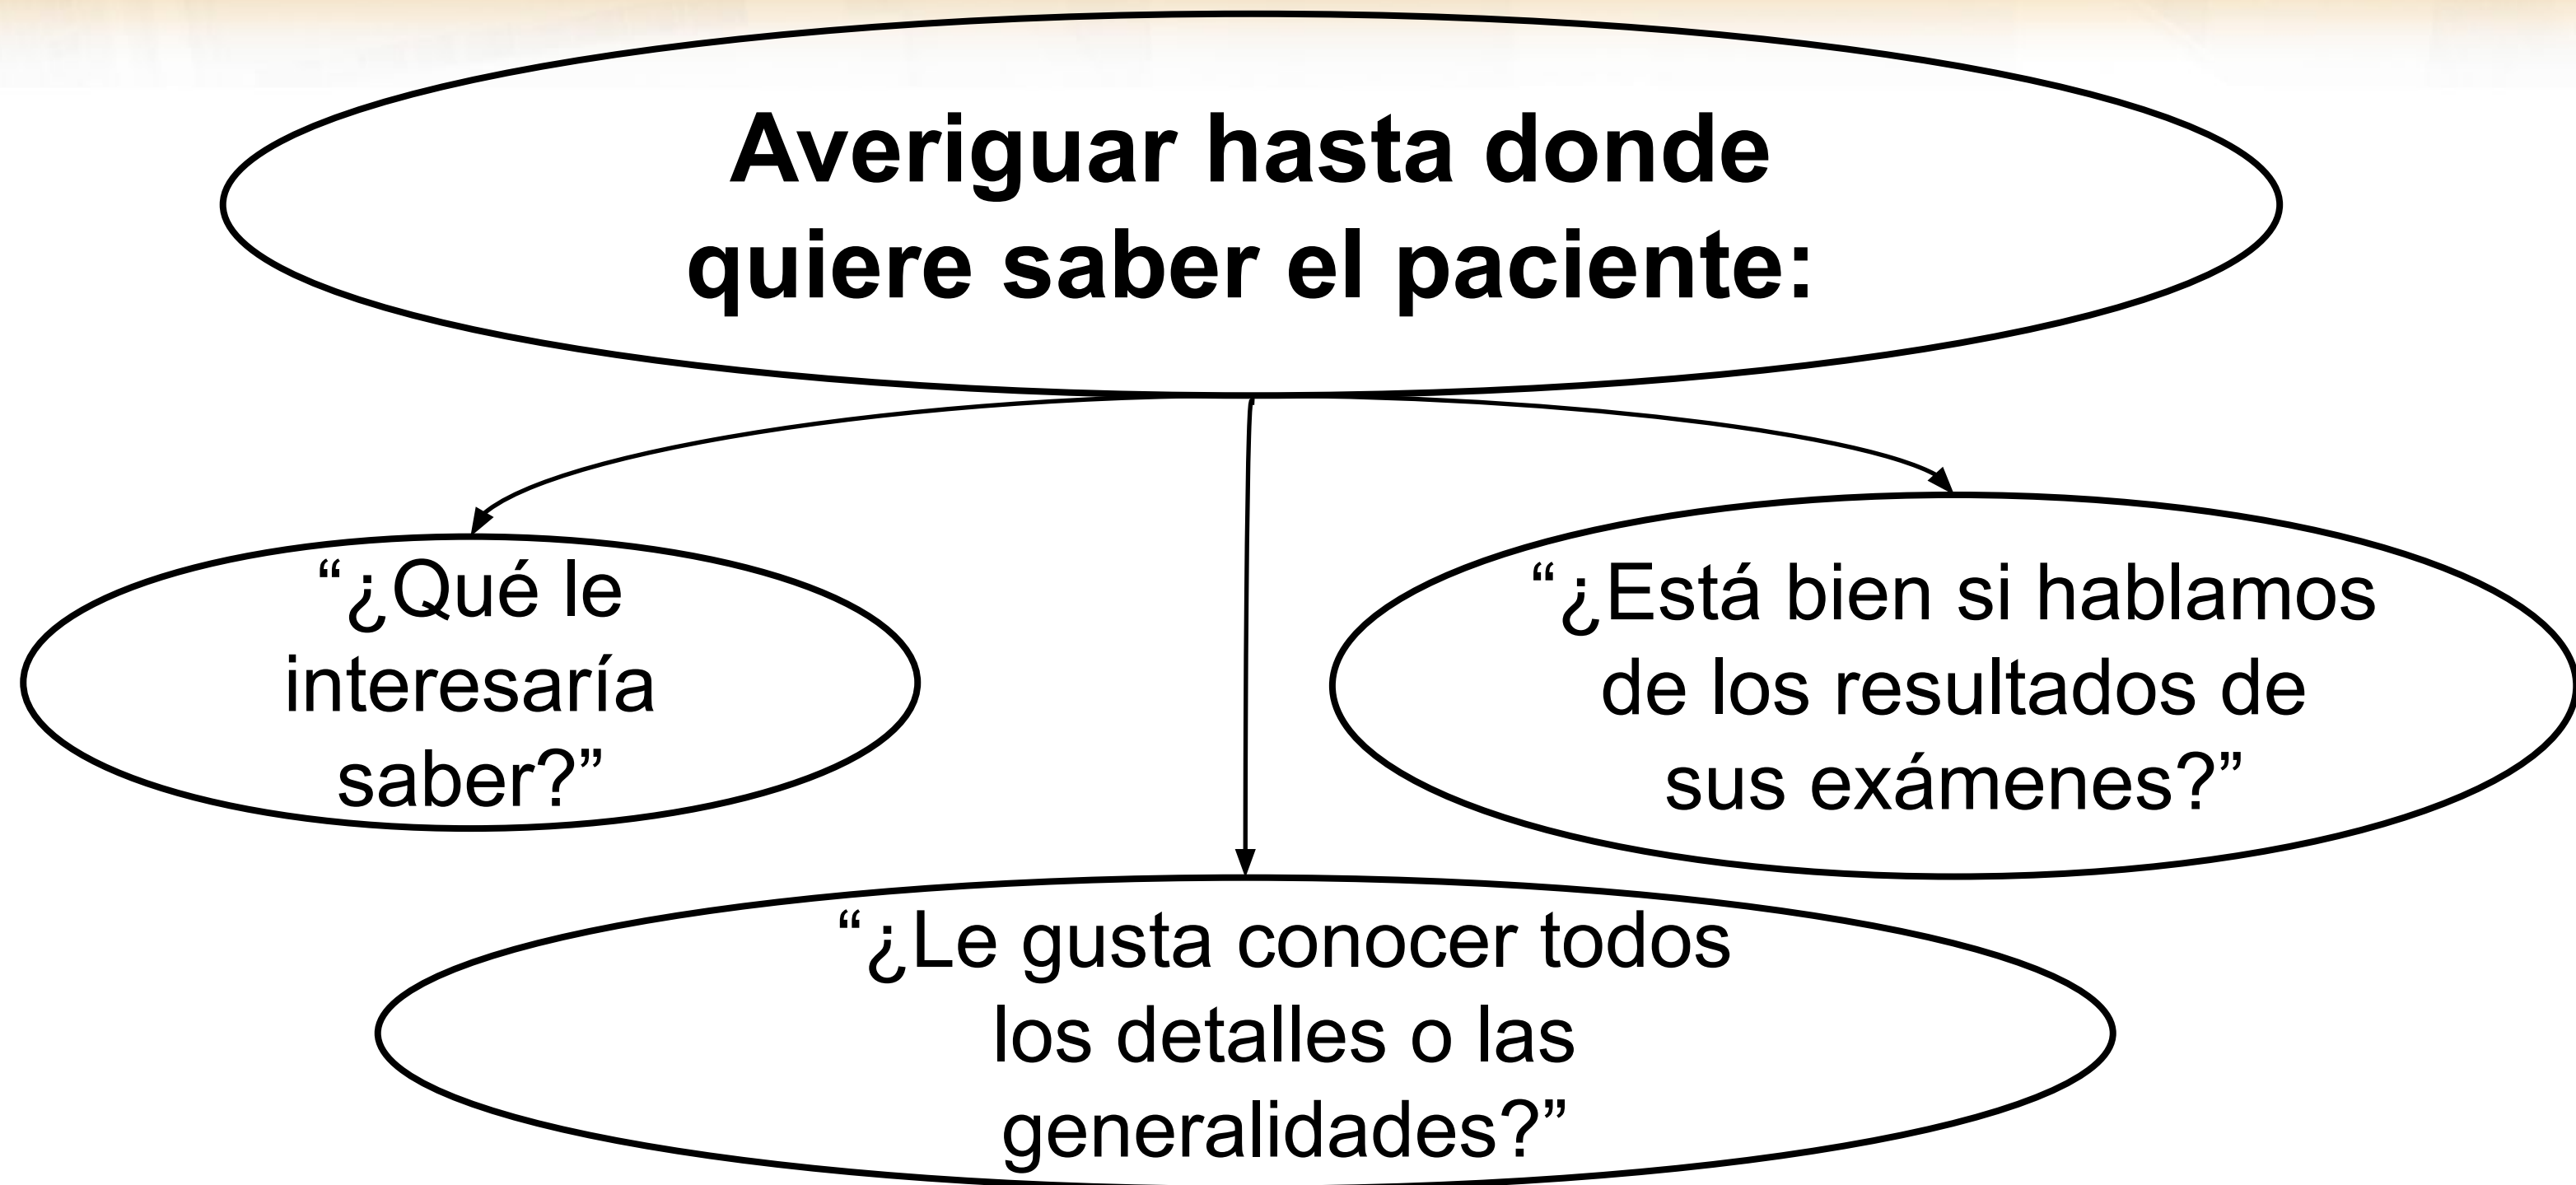 Averiguar hasta donde
quiere saber el paciente:
“¿Qué le
interesaría
saber?”
“¿Está bien si hablamos
de los resultados de
sus exámenes?”
“¿Le gusta conocer todos
los detalles o las
generalidades?”